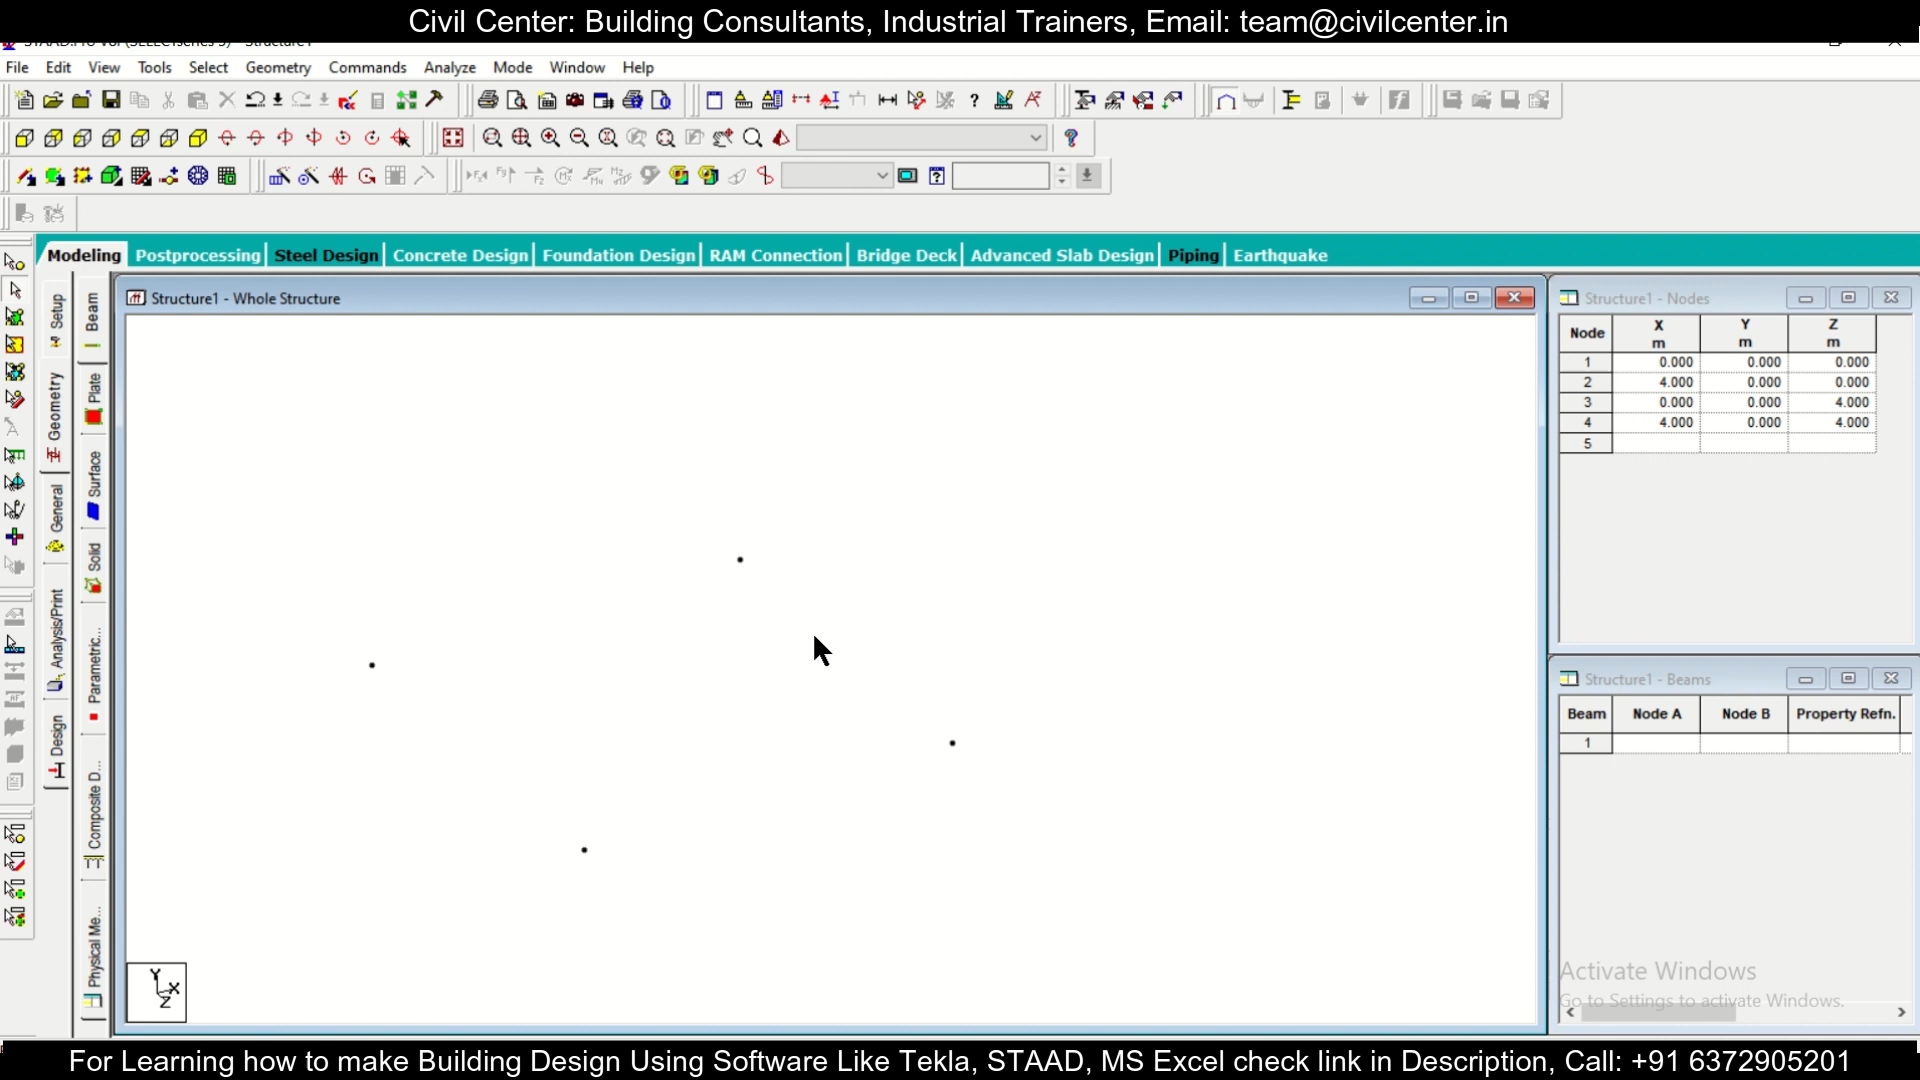 Civil Center: Building Consultants, Industrial Trainers, Email: team@civilcenter.in
File Edit View Tools Select Geometry Commands Analyze Mode Window Help
Modeling Postprocessing Steel Design Concrete Design Foundation Design RAM Connection Bridge Deck Advanced Slab Design Piping Earthquake
Setup
Geometry
General
Analysis/Print
Design
Beam
Plate
Surface
Solid
Parametric...
Composite D...
Physical Me...
Structure1 - Whole Structure
Y
X
Z
Structure1 - Nodes
Node X m Y m Z m
1 0.000 0.000 0.000
2 4.000 0.000 0.000
3 0.000 0.000 4.000
4 4.000 0.000 4.000
5
Structure1 - Beams
Beam Node A Node B Property Refn.
1
Activate Windows
Go to Settings to activate Windows.
For Learning how to make Building Design Using Software Like Tekla, STAAD, MS Excel check link in Description, Call: +91 6372905201